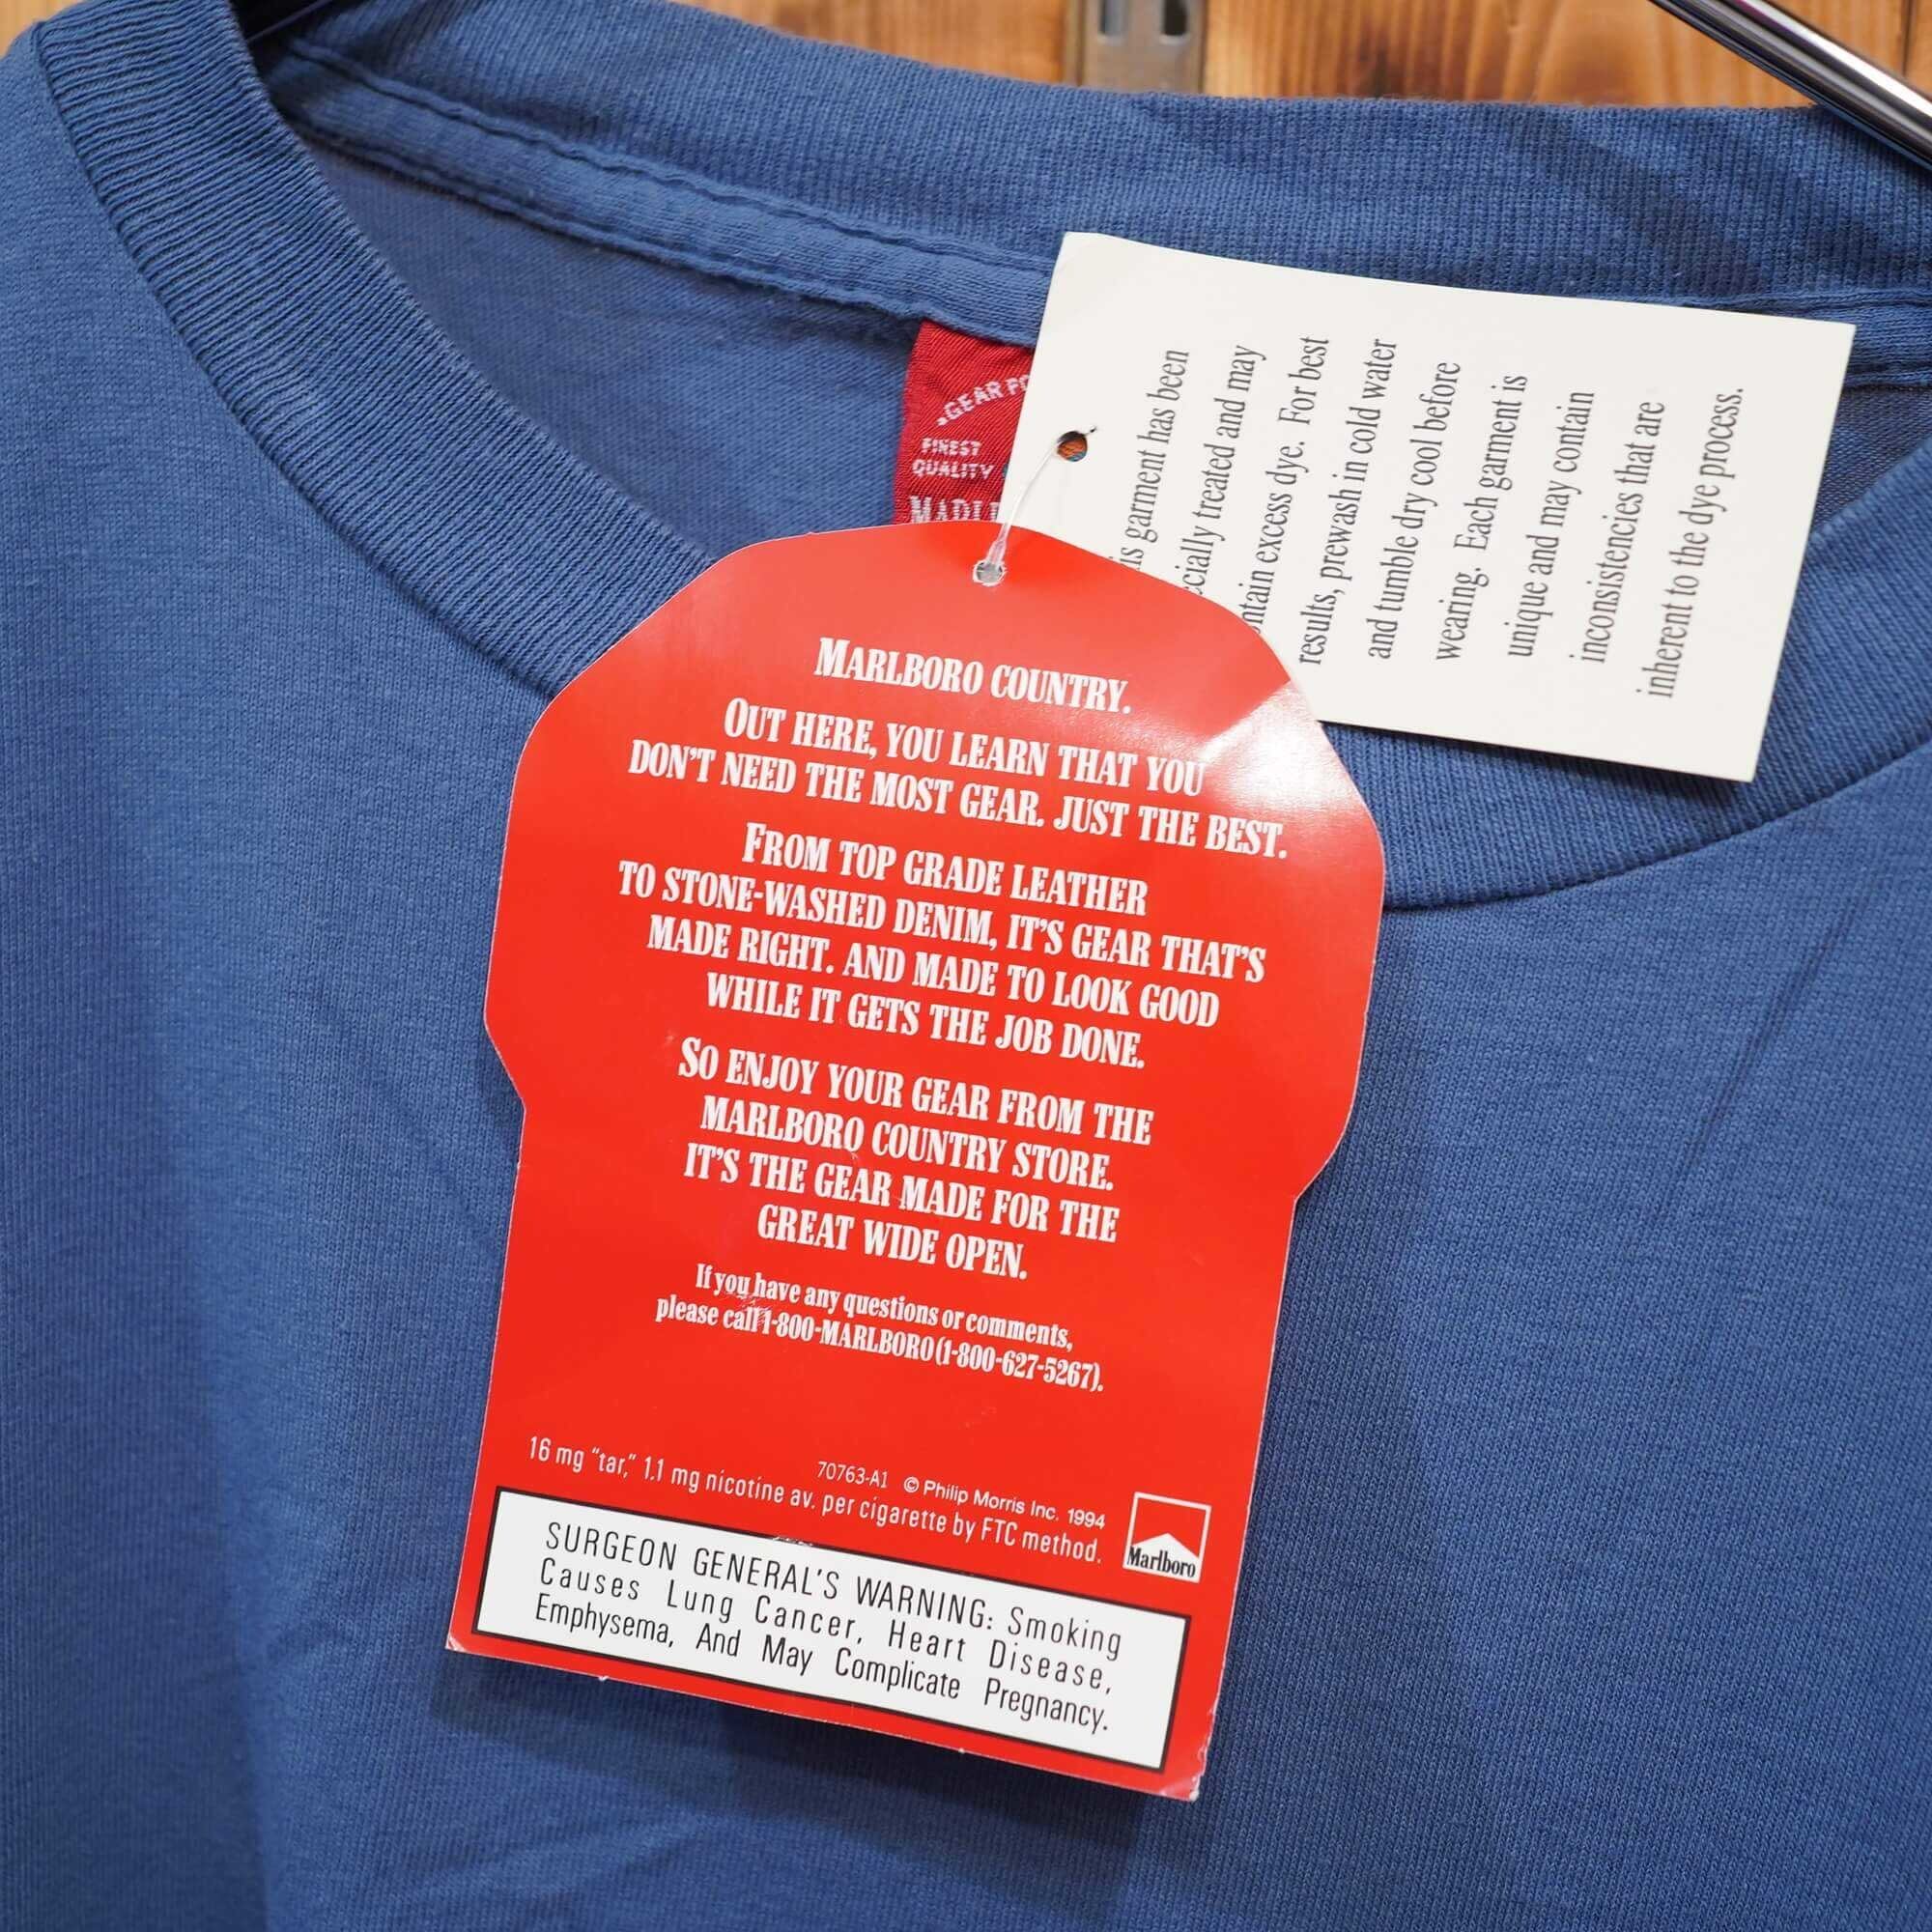 GEAR
FINEST
QUALITY
garment has been
treated and may
excess dye. For best
results, prewash in cold water
and tumble dry cool before
wearing. Each garment is
unique and may contain
inconsistencies that are
inherent to the dye process.
MARLBORO COUNTRY.
OUT HERE, YOU LEARN THAT YOU
DON'T NEED THE MOST GEAR. JUST THE BEST.
FROM TOP GRADE LEATHER
TO STONE-WASHED DENIM, IT'S GEAR THAT'S
MADE RIGHT. AND MADE TO LOOK GOOD
WHILE IT GETS THE JOB DONE.
SO ENJOY YOUR GEAR FROM THE
MARLBORO COUNTRY STORE.
IT'S THE GEAR MADE FOR THE
GREAT WIDE OPEN.
If you have any questions or comments,
please call 1-800-MARLBORO (1-800-627-5267).
70763-A1 © Philip Morris Inc. 1994
16 mg "tar," 1.1 mg nicotine av. per cigarette by FTC method.
Marlboro
SURGEON GENERAL'S WARNING: Smoking
Causes Lung Cancer, Heart Disease,
Emphysema, And May Complicate Pregnancy.